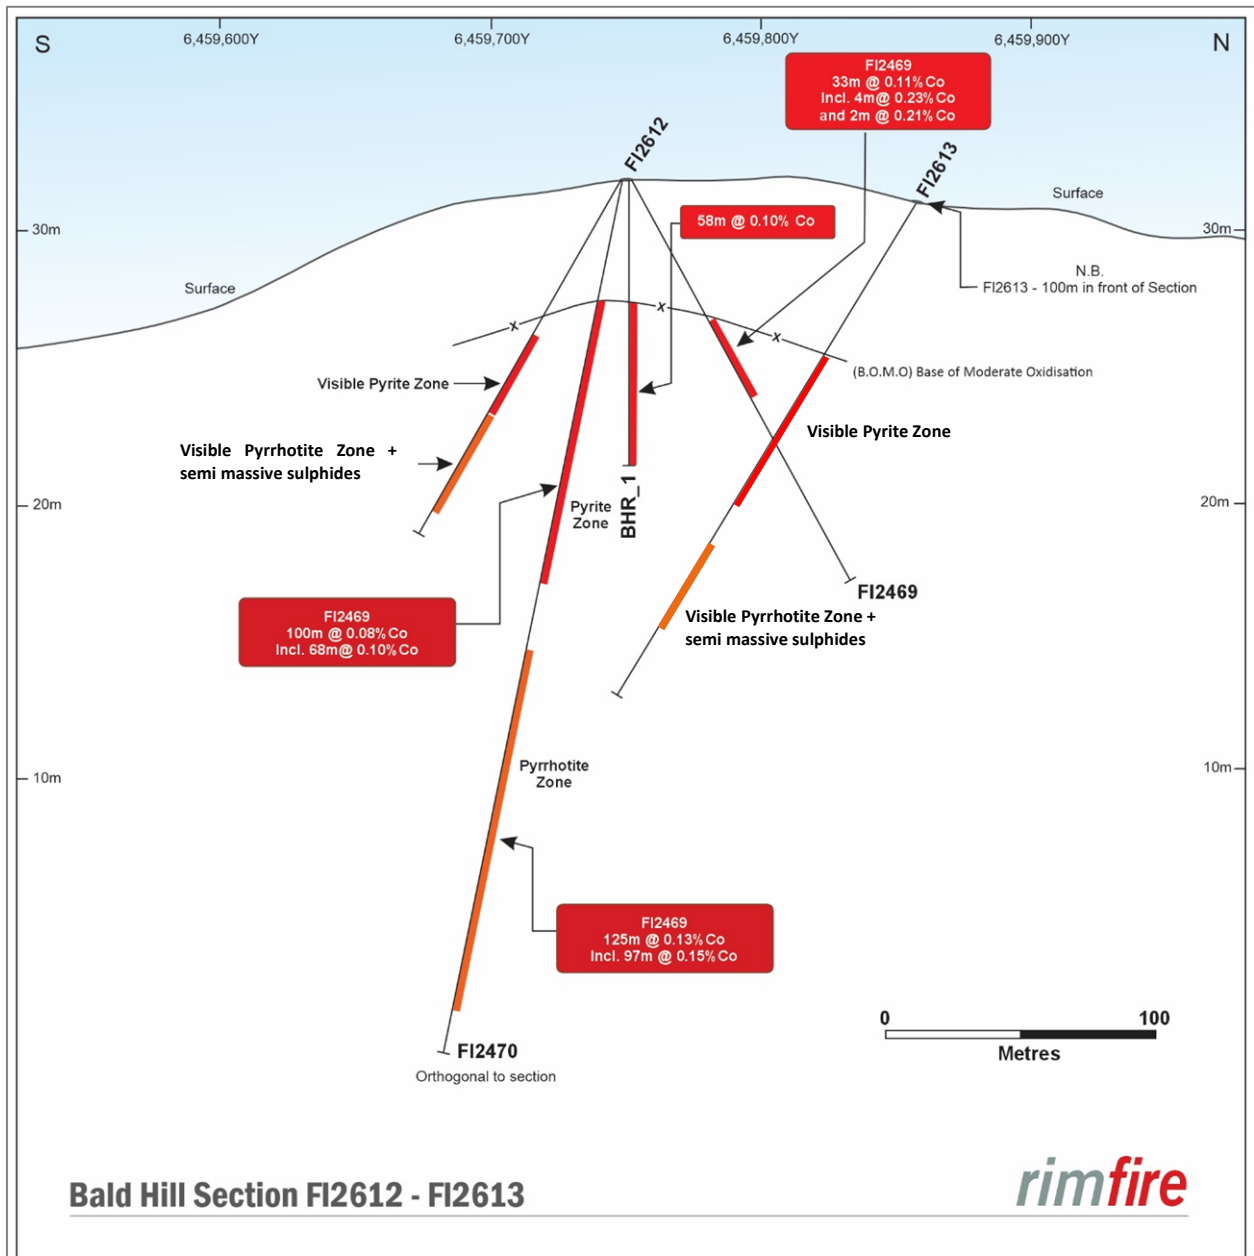 S
6,459,600Y
6,459,700Y
6,459,800Y
6,459,900Y
N
FI2469
33m @ 0.11% Co
Incl. 4m@ 0.23% Co
and 2m @ 0.21% Co
FI2612
FI2613
Surface
58m @ 0.10% Co
30m
30m
N.B.
FI2613 - 100m in front of Section
Surface
x
x
x
(B.O.M.O) Base of Moderate Oxidisation
Visible Pyrite Zone
Visible Pyrite Zone
Visible Pyrrhotite Zone +
semi massive sulphides
20m
20m
Pyrite
Zone
BHR_1
FI2469
FI2469
100m @ 0.08% Co
Incl. 68m@ 0.10% Co
Visible Pyrrhotite Zone +
semi massive sulphides
10m
10m
Pyrrhotite
Zone
FI2469
125m @ 0.13% Co
Incl. 97m @ 0.15% Co
0
100
Metres
FI2470
Orthogonal to section
Bald Hill Section FI2612 - FI2613
rimfire